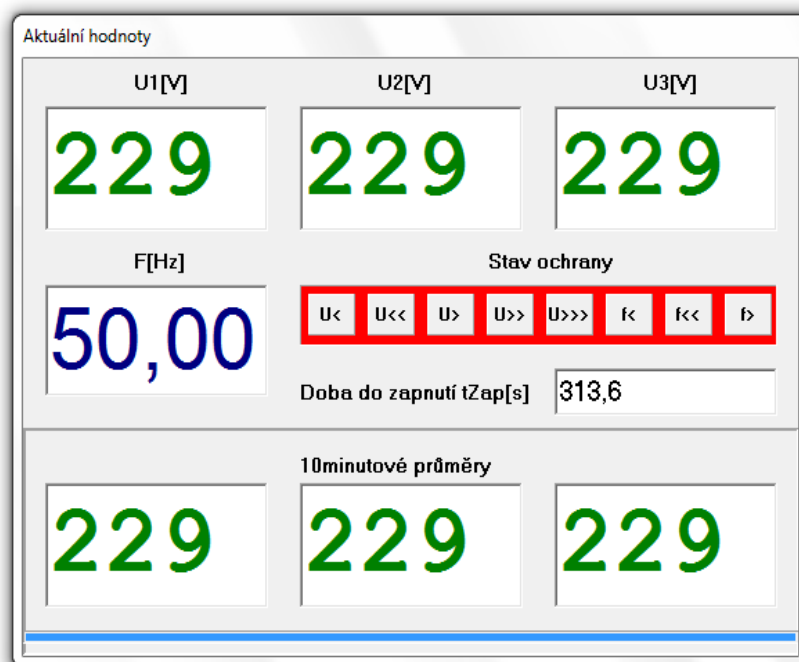 Aktuální hodnoty
U1[V] U2[V] U3[V]
229 229 229
F[Hz] Stav ochrany
50,00
U< U<< U> U>> U>>> f< f<< f>
Doba do zapnutí tZap[s] 313,6
10minutové průměry
229 229 229